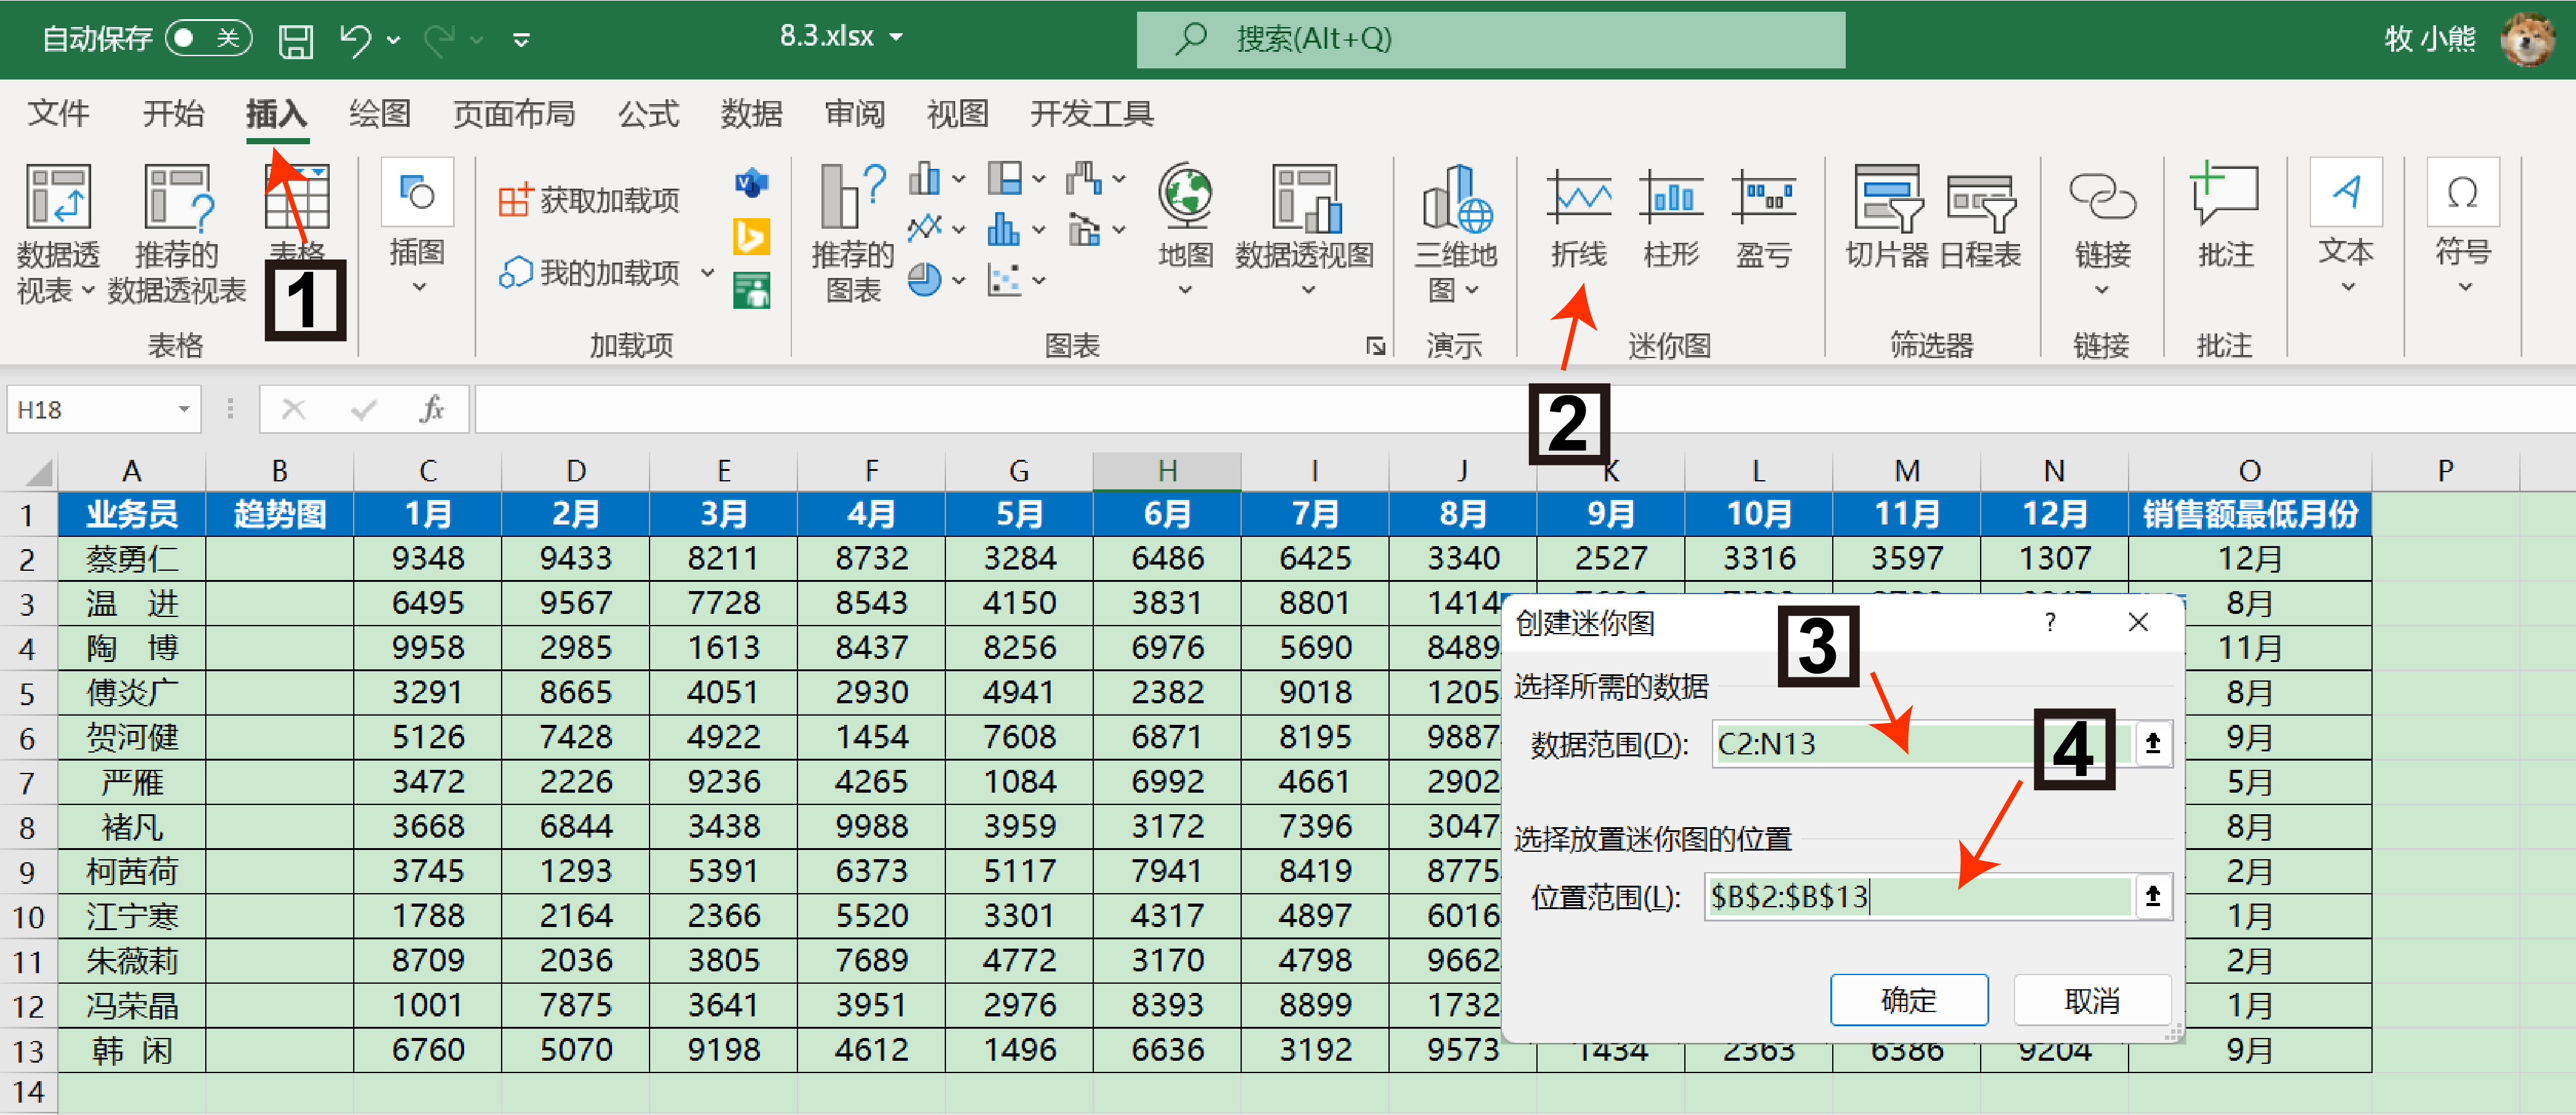 自动保存 关 8.3.xlsx 搜索(Alt+Q) 牧 小熊
文件 开始 插入 绘图 页面布局 公式 数据 审阅 视图 开发工具
数据透视表 推荐的数据透视表 表格 插图 获取加载项 我的加载项 推荐的图表 地图 数据透视图 三维地图 折线 柱形 盈亏 切片器 日程表 链接 批注 文本 符号
表格 加载项 图表 演示 迷你图 筛选器 链接 批注
1
2
H18 fx
A B C D E F G H I J K L M N O P
1 业务员 趋势图 1月 2月 3月 4月 5月 6月 7月 8月 9月 10月 11月 12月 销售额最低月份
2 蔡勇仁 9348 9433 8211 8732 3284 6486 6425 3340 2527 3316 3597 1307 12月
3 温 进 6495 9567 7728 8543 4150 3831 8801 1414 8月
4 陶 博 9958 2985 1613 8437 8256 6976 5690 8489 11月
5 傅炎广 3291 8665 4051 2930 4941 2382 9018 1205 8月
6 贺河健 5126 7428 4922 1454 7608 6871 8195 9887 9月
7 严雁 3472 2226 9236 4265 1084 6992 4661 2902 5月
8 褚凡 3668 6844 3438 9988 3959 3172 7396 3047 8月
9 柯茜荷 3745 1293 5391 6373 5117 7941 8419 8775 2月
10 江宁寒 1788 2164 2366 5520 3301 4317 4897 6016 1月
11 朱薇莉 8709 2036 3805 7689 4772 3170 4798 9662 2月
12 冯荣晶 1001 7875 3641 3951 2976 8393 8899 1732 1月
13 韩 闲 6760 5070 9198 4612 1496 6636 3192 9573 1434 2363 6386 9204 9月
14
创建迷你图 ?
3
选择所需的数据
数据范围(D): C2:N13
4
选择放置迷你图的位置
位置范围(L): $B$2:$B$13
确定 取消